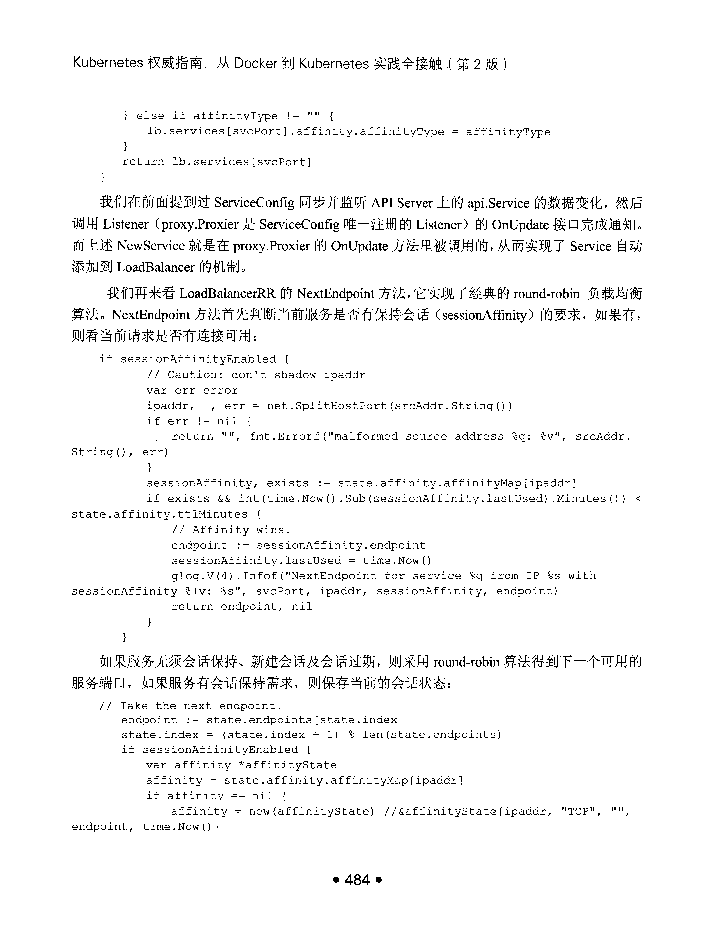 Kubernetes 权威指南：从 Docker 到 Kubernetes 实践全接触（第 2 版）
} else if affinityType != "" {
lb.services[svcPort].affinity.affinityType = affinityType
}
return lb.services[svcPort]
}
我们在前面提到过 ServiceConfig 同步并监听 API Server 上的 api.Service 的数据变化，然后
调用 Listener（proxy.Proxier 是 ServiceConfig 唯一注册的 Listener）的 OnUpdate 接口完成通知。
而上述 NewService 就是在 proxy.Proxier 的 OnUpdate 方法里被调用的，从而实现了 Service 自动
添加到 LoadBalancer 的机制。
我们再来看 LoadBalancerRR 的 NextEndpoint 方法，它实现了经典的 round-robin 负载均衡
算法。NextEndpoint 方法首先判断当前服务是否有保持会话（sessionAffinity）的要求，如果有，
则看当前请求是否有连接可用：
if sessionAffinityEnabled {
// Caution: don't shadow ipaddr
var err error
ipaddr, _, err = net.SplitHostPort(srcAddr.String())
if err != nil {
return "", fmt.Errorf("malformed source address %q: %v", srcAddr.
String(), err)
}
sessionAffinity, exists := state.affinity.affinityMap[ipaddr]
if exists && int(time.Now().Sub(sessionAffinity.lastUsed).Minutes()) <
state.affinity.ttlMinutes {
// Affinity wins.
endpoint := sessionAffinity.endpoint
sessionAffinity.lastUsed = time.Now()
glog.V(4).Infof("NextEndpoint for service %q from IP %s with
sessionAffinity %+v: %s", svcPort, ipaddr, sessionAffinity, endpoint)
return endpoint, nil
}
}
如果服务无须会话保持、新建会话及会话过期，则采用 round-robin 算法得到下一个可用的
服务端口，如果服务有会话保持需求，则保存当前的会话状态：
// Take the next endpoint.
endpoint := state.endpoints[state.index]
state.index = (state.index + 1) % len(state.endpoints)
if sessionAffinityEnabled {
var affinity *affinityState
affinity = state.affinity.affinityMap[ipaddr]
if affinity == nil {
affinity = new(affinityState) //&affinityState{ipaddr, "TCP", "",
endpoint, time.Now()}
• 484 •